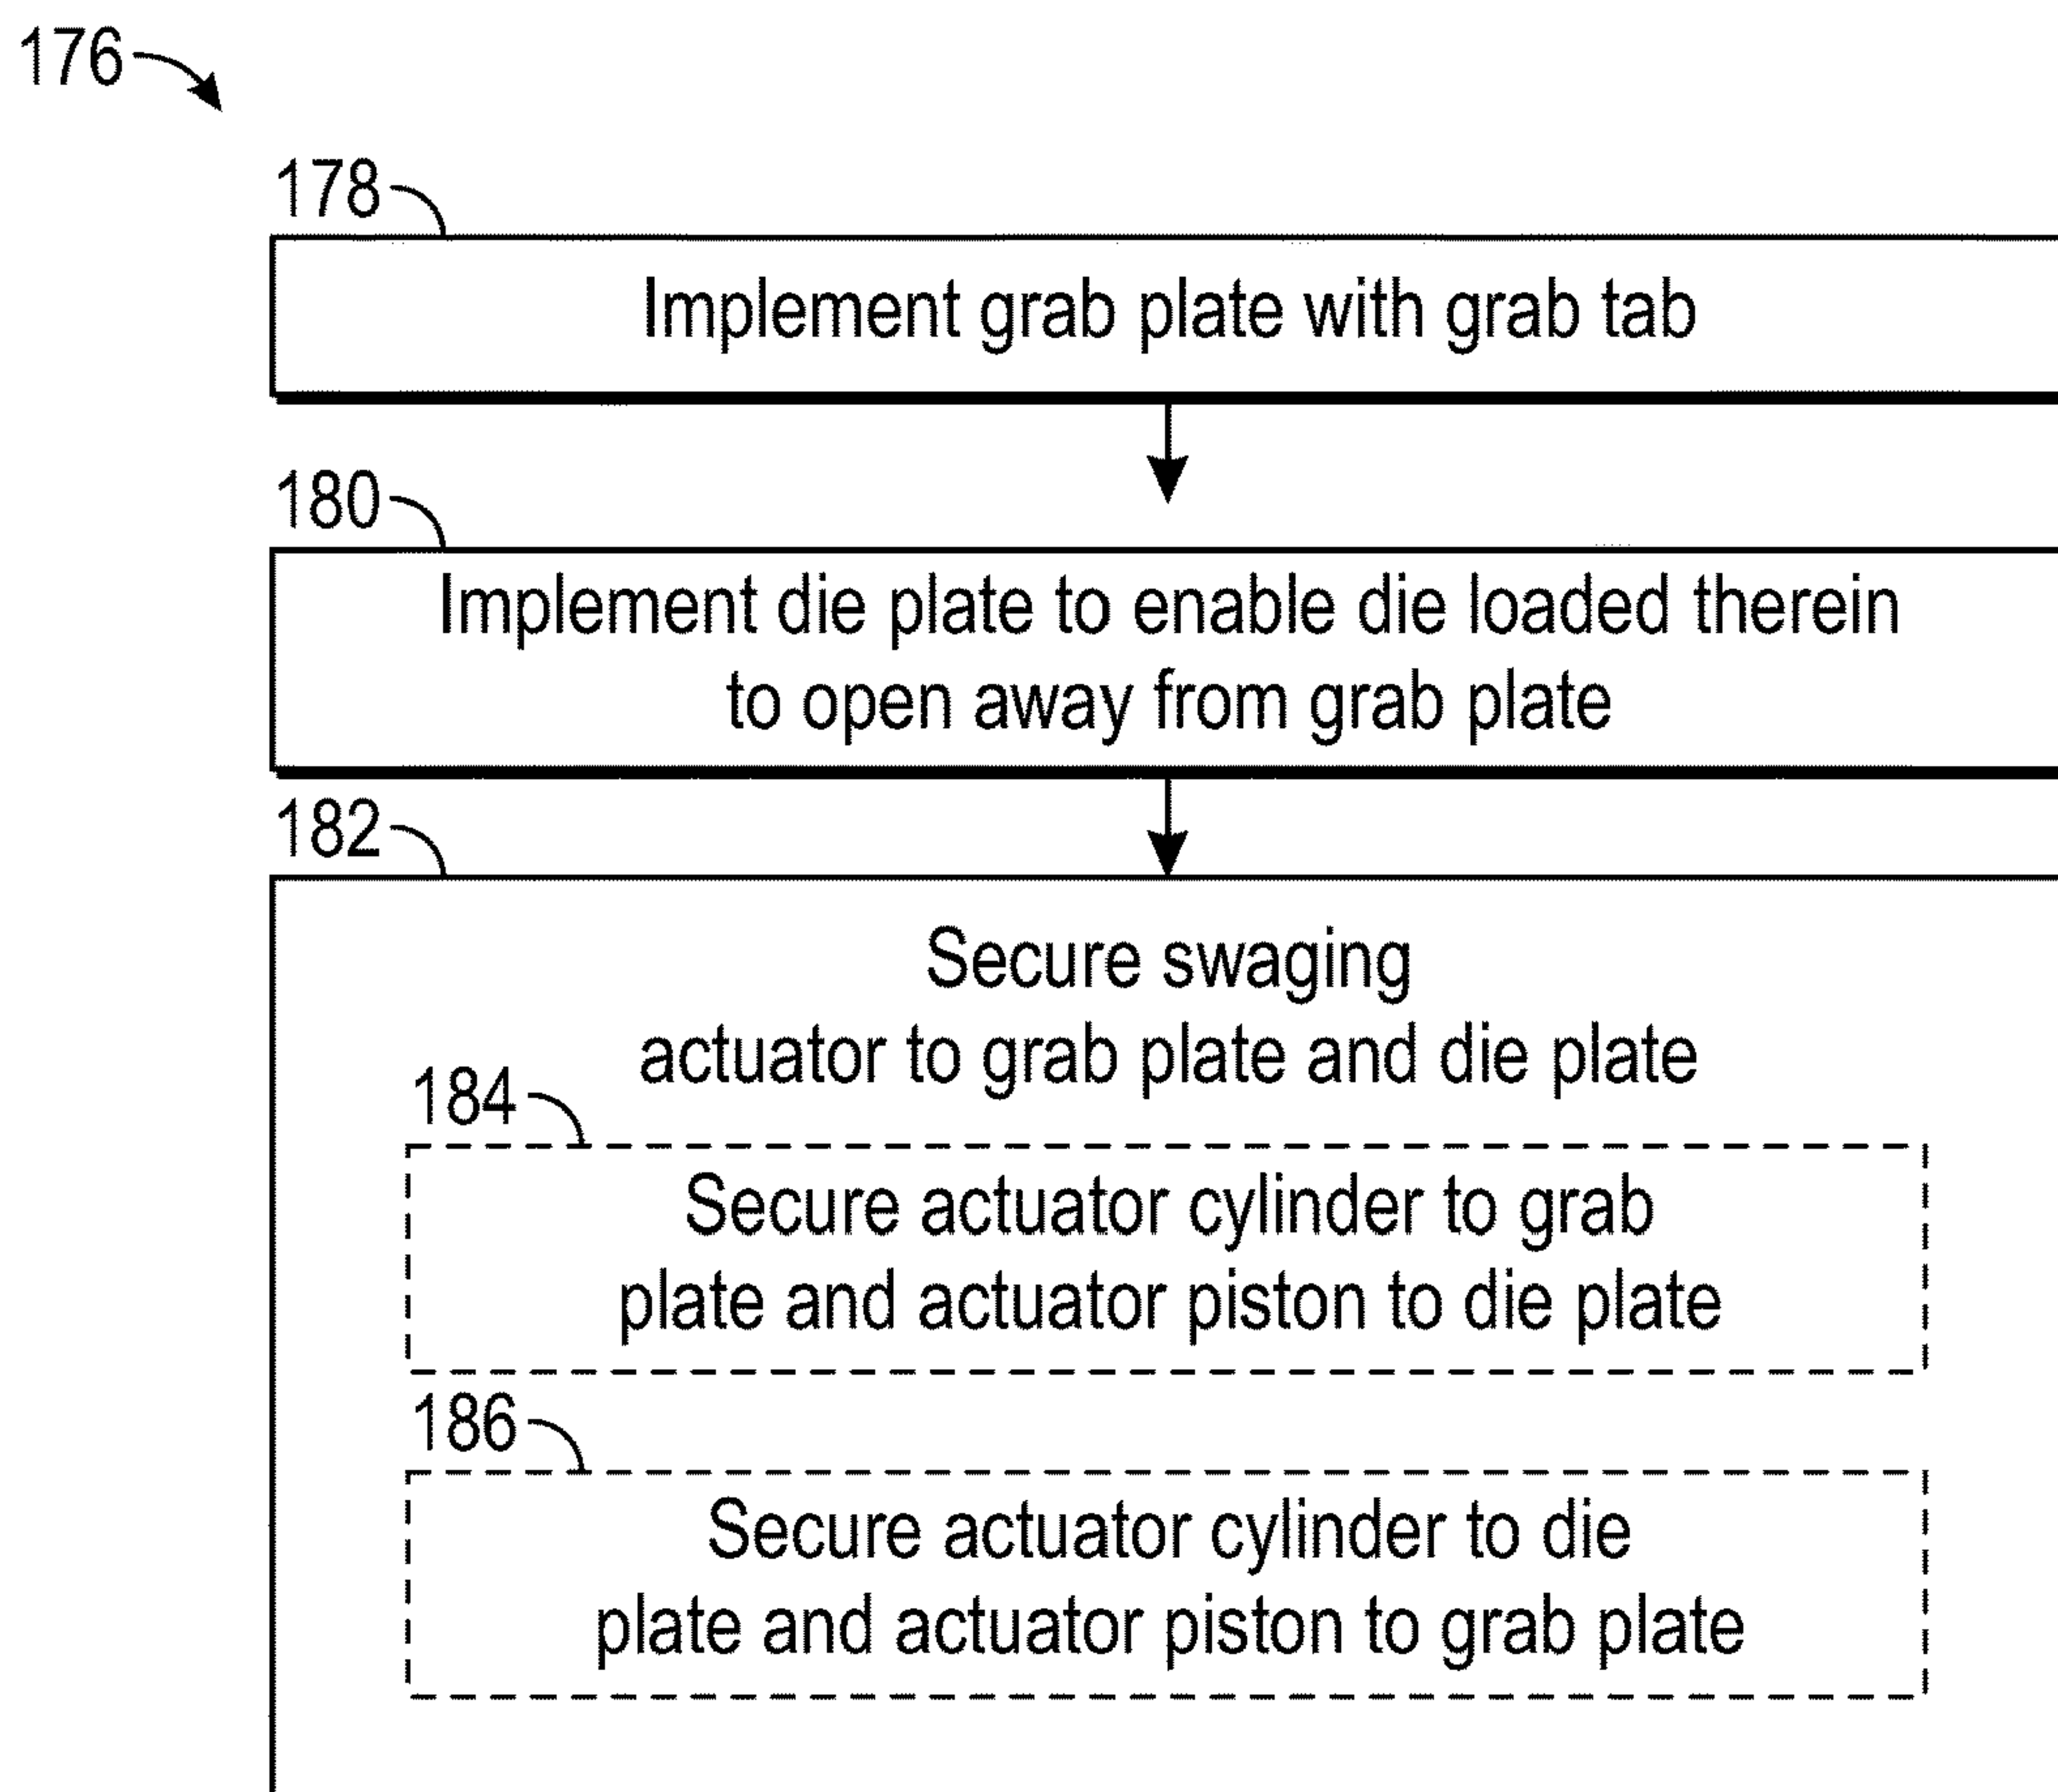 176
178
Implement grab plate with grab tab
180
Implement die plate to enable die loaded therein
to open away from grab plate
182
Secure swaging
actuator to grab plate and die plate
184
Secure actuator cylinder to grab
plate and actuator piston to die plate
186
Secure actuator cylinder to die
plate and actuator piston to grab plate